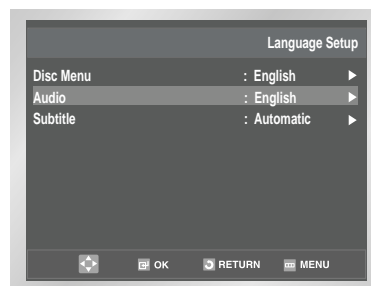 Language Setup
Disc Menu : English ►
Audio : English ►
Subtitle : Automatic ►
OK RETURN MENU